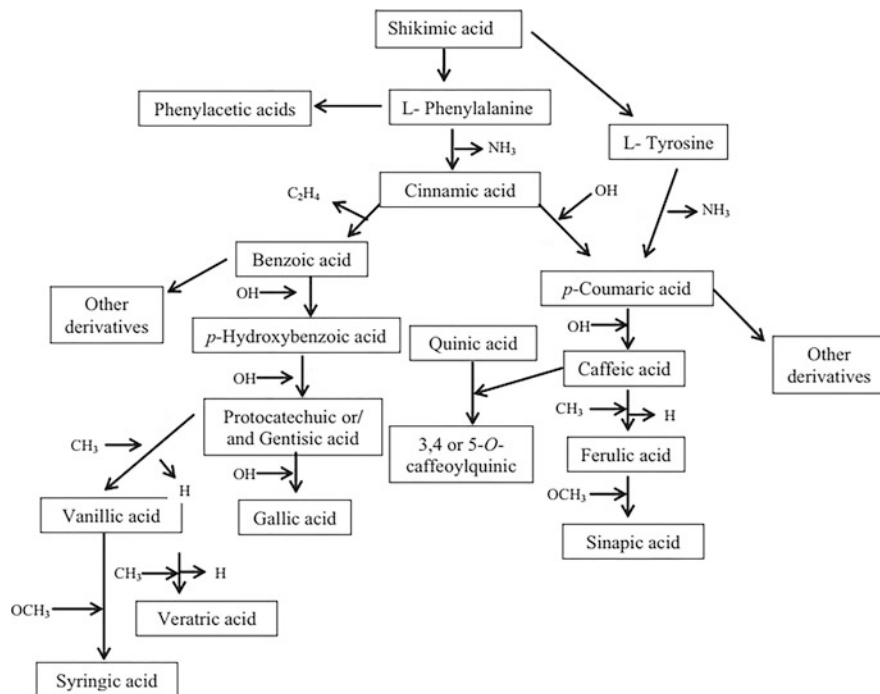 Shikimic acid
Phenylacetic acids
L- Phenylalanine
L- Tyrosine
NH₃
Cinnamic acid
C₂H₄
OH
NH₃
Benzoic acid
p-Coumaric acid
OH
Other
derivatives
p-Hydroxybenzoic acid
Quinic acid
OH
Caffeic acid
Other
derivatives
OH
Protocatechuic or/
and Gentisic acid
CH₃
3,4 or 5-O-
caffeoylquinic
CH₃
H
Ferulic acid
OH
H
Vanillic acid
Gallic acid
OCH₃
Sinapic acid
CH₃
H
OCH₃
Veratric acid
Syringic acid